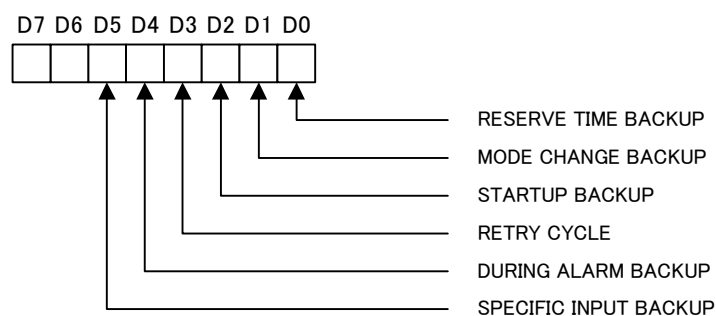 D7 D6 D5 D4 D3 D2 D1 D0
RESERVE TIME BACKUP
MODE CHANGE BACKUP
STARTUP BACKUP
RETRY CYCLE
DURING ALARM BACKUP
SPECIFIC INPUT BACKUP